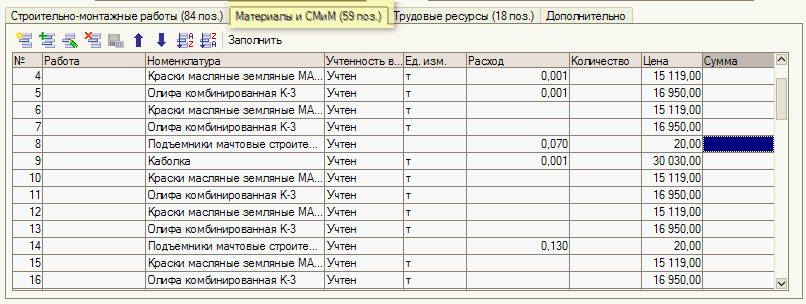 Строительно-монтажные работы (84 поз.) Материалы и СМиМ (59 поз.) Трудовые ресурсы (18 поз.) Дополнительно
Заполнить
№ Работа Номенклатура Учтенность в... Ед. изм. Расход Количество Цена Сумма
4 Краски масляные земляные МА... Учтен т 0,001 15 119,00
5 Олифа комбинированная К-3 Учтен т 0,001 16 950,00
6 Краски масляные земляные МА... Учтен т 15 119,00
7 Олифа комбинированная К-3 Учтен т 16 950,00
8 Подъемники мачтовые строите... Учтен 0,070 20,00
9 Каболка Учтен т 0,001 30 030,00
10 Краски масляные земляные МА... Учтен т 15 119,00
11 Олифа комбинированная К-3 Учтен т 16 950,00
12 Краски масляные земляные МА... Учтен т 15 119,00
13 Олифа комбинированная К-3 Учтен т 16 950,00
14 Подъемники мачтовые строите... Учтен 0,130 20,00
15 Краски масляные земляные МА... Учтен т 15 119,00
16 Олифа комбинированная К-3 Учтен т 16 950,00